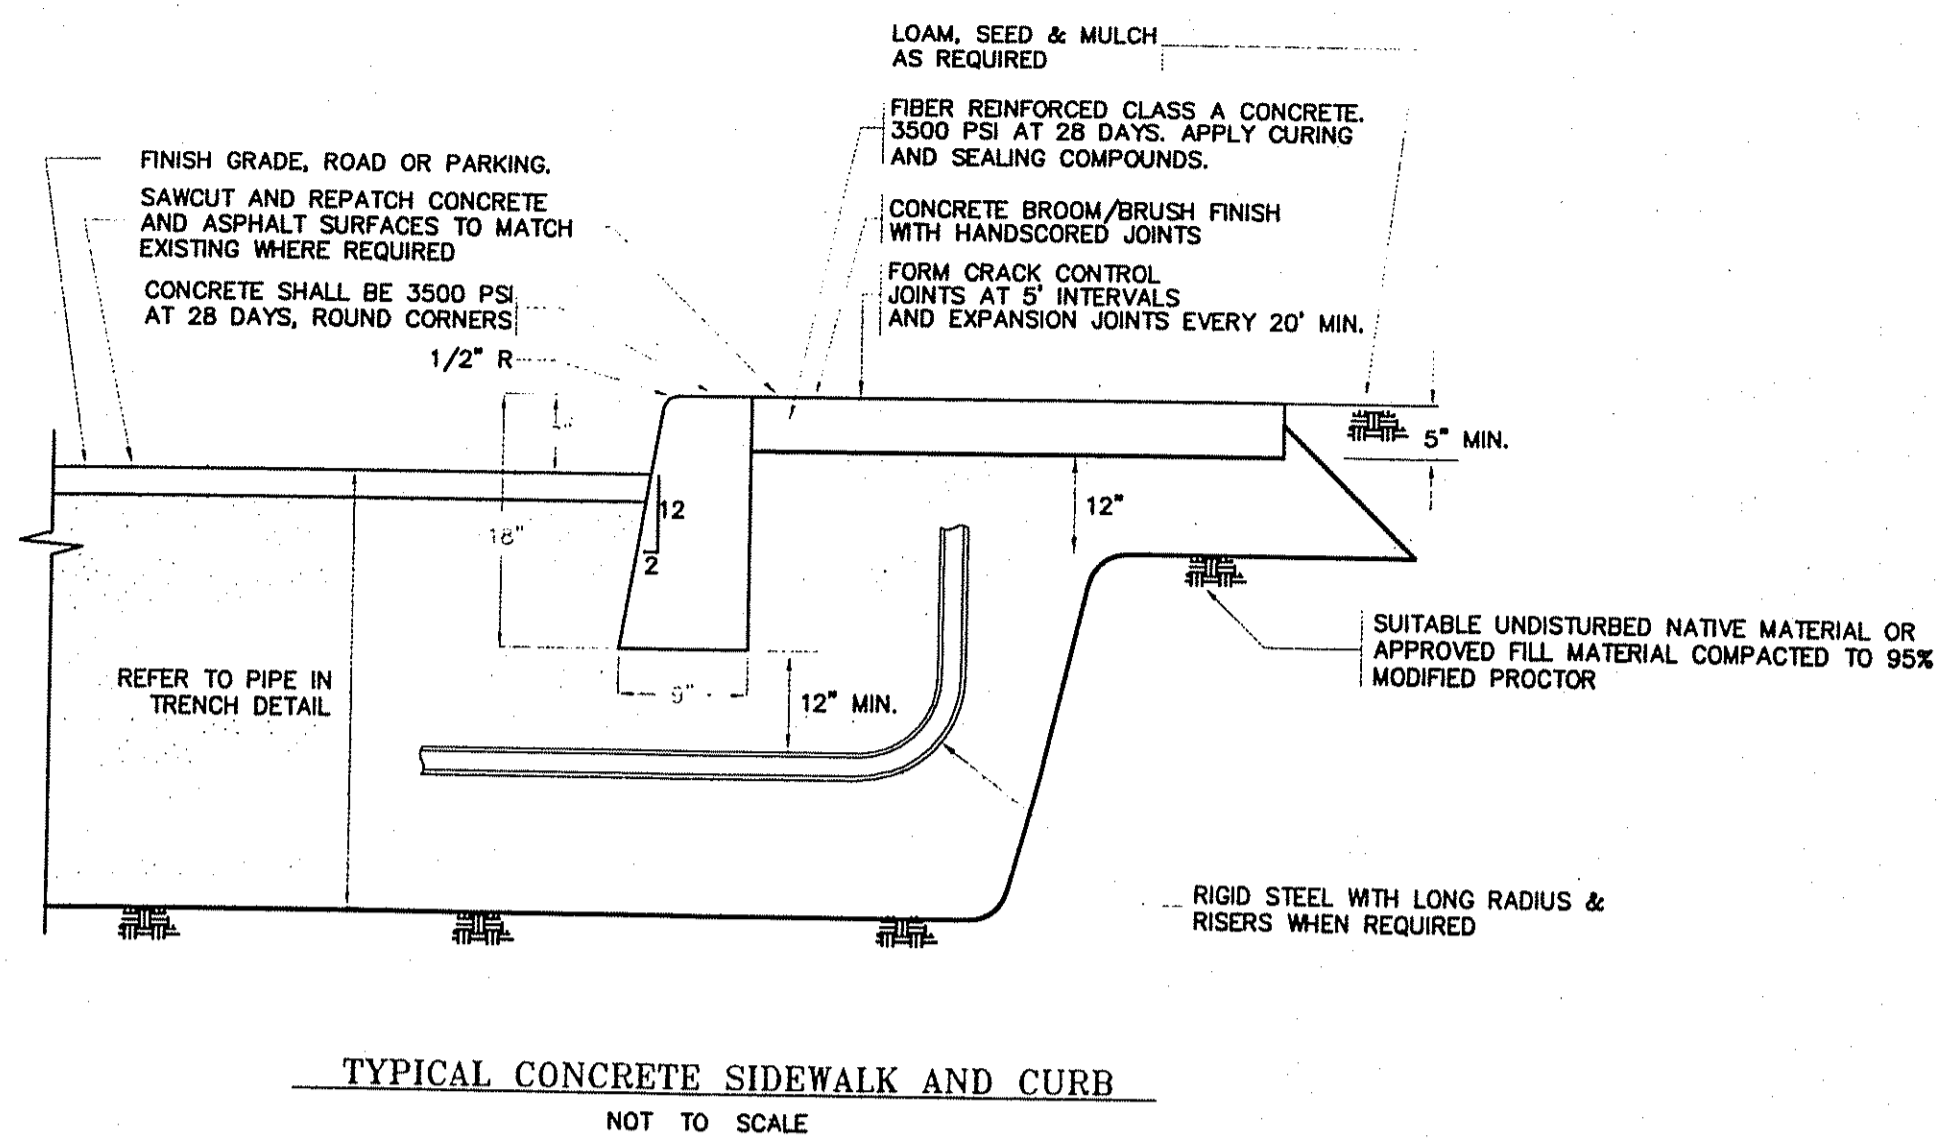 LOAM, SEED & MULCH
AS REQUIRED
FIBER REINFORCED CLASS A CONCRETE.
3500 PSI AT 28 DAYS. APPLY CURING
AND SEALING COMPOUNDS.
FINISH GRADE, ROAD OR PARKING.
SAWCUT AND REPATCH CONCRETE
AND ASPHALT SURFACES TO MATCH
EXISTING WHERE REQUIRED
CONCRETE BROOM/BRUSH FINISH
WITH HANDSCORED JOINTS
CONCRETE SHALL BE 3500 PSI
AT 28 DAYS, ROUND CORNERS
FORM CRACK CONTROL
JOINTS AT 5' INTERVALS
AND EXPANSION JOINTS EVERY 20' MIN.
1/2" R
5" MIN.
12
18"
2
12"
SUITABLE UNDISTURBED NATIVE MATERIAL OR
APPROVED FILL MATERIAL COMPACTED TO 95%
MODIFIED PROCTOR
REFER TO PIPE IN
TRENCH DETAIL
9"
12" MIN.
RIGID STEEL WITH LONG RADIUS &
RISERS WHEN REQUIRED
TYPICAL CONCRETE SIDEWALK AND CURB
NOT TO SCALE